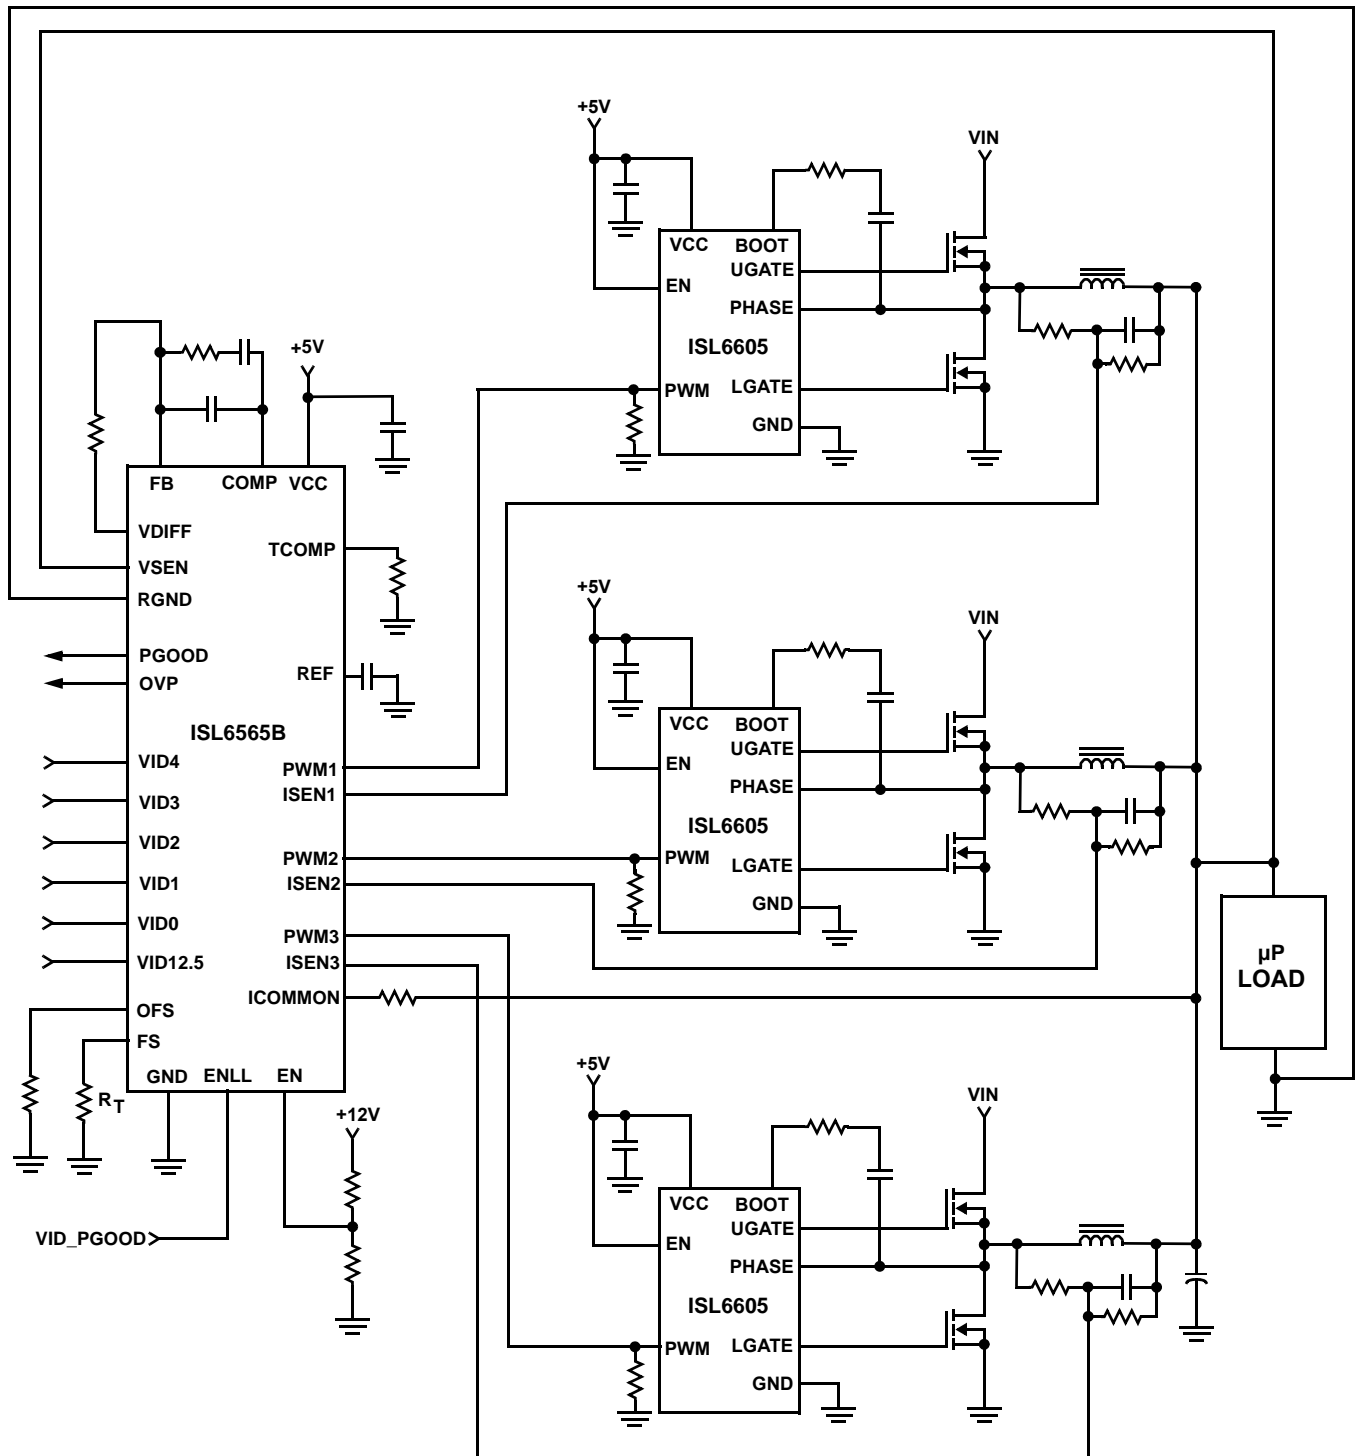 +5V
VIN
VCC
BOOT
UGATE
EN
PHASE
ISL6605
PWM
LGATE
GND
+5V
FB
COMP
VCC
VDIFF
TCOMP
VSEN
RGND
PGOOD
REF
OVP
ISL6565B
VID4
PWM1
VID3
ISEN1
VID2
PWM2
VID1
ISEN2
VID0
PWM3
VID12.5
ISEN3
ICOMMON
OFS
FS
GND
ENLL
EN
RT
+12V
VID_PGOOD
+5V
VIN
VCC
BOOT
UGATE
EN
PHASE
ISL6605
PWM
LGATE
GND
µP
LOAD
+5V
VIN
VCC
BOOT
UGATE
EN
PHASE
ISL6605
PWM
LGATE
GND